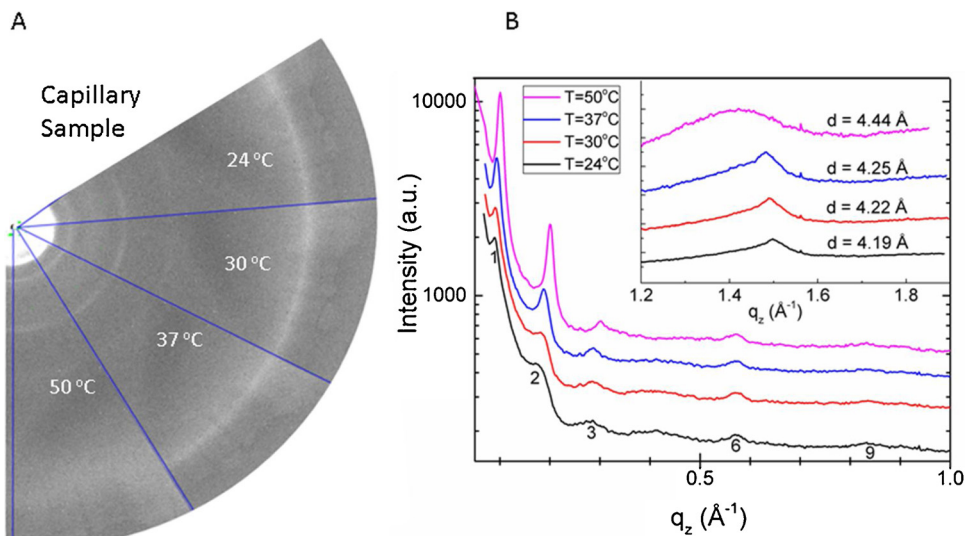 A
Capillary
Sample
24 °C
30 °C
37 °C
50 °C
B
Intensity (a.u.)
10000
1000
T=50°C
T=37°C
T=30°C
T=24°C
d = 4.44 Å
d = 4.25 Å
d = 4.22 Å
d = 4.19 Å
1.2 1.4 1.6 1.8
q_z (Å⁻¹)
1
2
3
6
9
0.5 1.0
q_z (Å⁻¹)